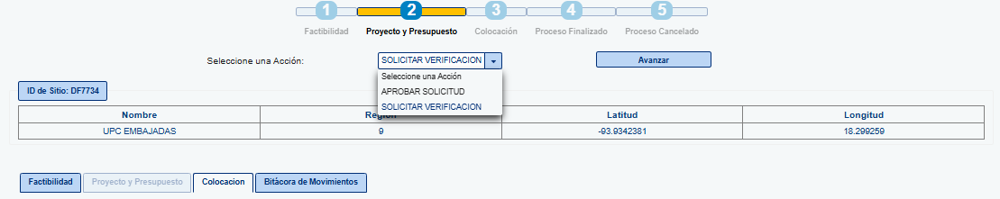 1 2 3 4 5
Factibilidad Proyecto y Presupuesto Colocación Proceso Finalizado Proceso Cancelado
Seleccione una Acción: SOLICITAR VERIFICACION Avanzar
Seleccione una Acción
APROBAR SOLICITUD
SOLICITAR VERIFICACION
ID de Sitio: DF7734
Nombre Región Latitud Longitud
UPC EMBAJADAS 9 -93.9342381 18.299259
Factibilidad Proyecto y Presupuesto Colocacion Bitácora de Movimientos